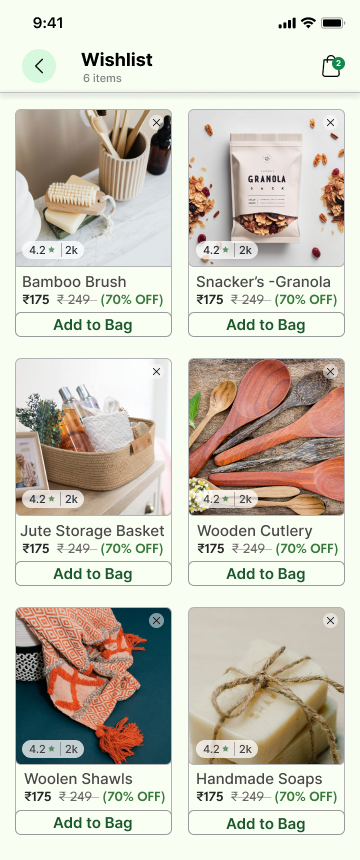 9:41
Wishlist
6 items
2
GRANOLA
4.2 ★ | 2k
4.2 ★ | 2k
Bamboo Brush
Snacker's -Granola
₹175 ₹ 249 (70% OFF)
₹175 ₹ 249 (70% OFF)
Add to Bag
Add to Bag
4.2 ★ | 2k
4.2 ★ | 2k
Jute Storage Basket
Wooden Cutlery
₹175 ₹ 249 (70% OFF)
₹175 ₹ 249 (70% OFF)
Add to Bag
Add to Bag
4.2 ★ | 2k
4.2 ★ | 2k
Woolen Shawls
Handmade Soaps
₹175 ₹ 249 (70% OFF)
₹175 ₹ 249 (70% OFF)
Add to Bag
Add to Bag